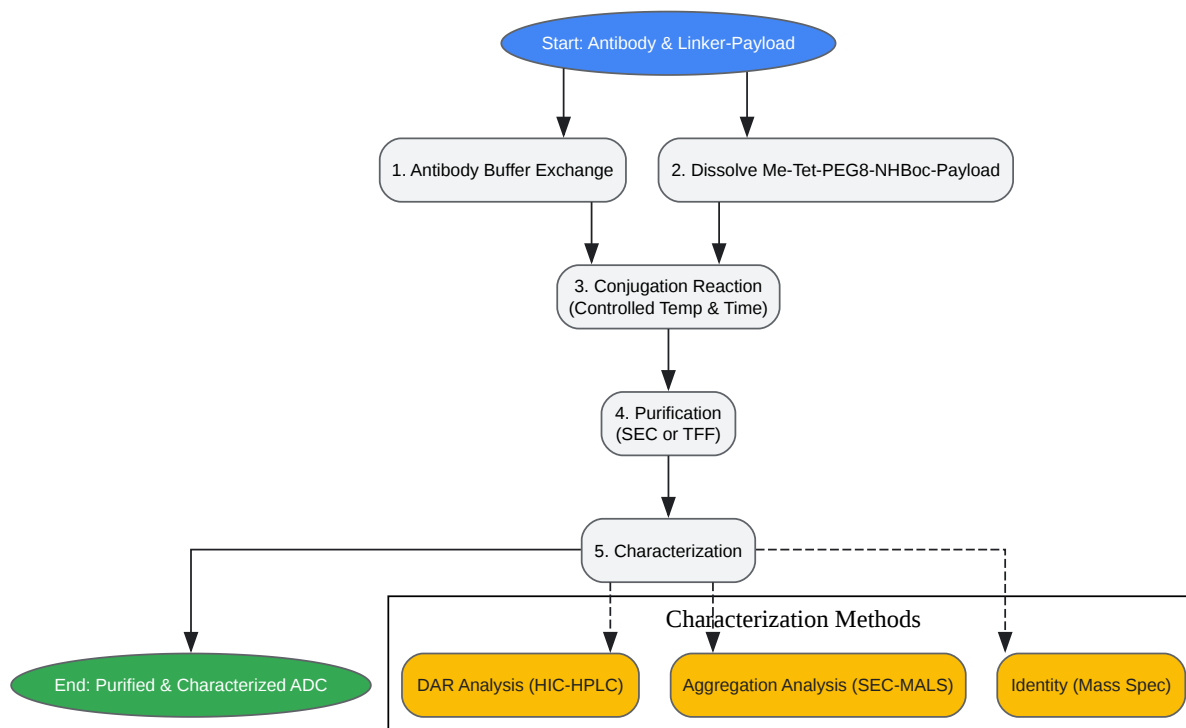 Start: Antibody & Linker-Payload
1. Antibody Buffer Exchange
2. Dissolve Me-Tet-PEG8-NHBoc-Payload
3. Conjugation Reaction
(Controlled Temp & Time)
4. Purification
(SEC or TFF)
5. Characterization
Characterization Methods
End: Purified & Characterized ADC
DAR Analysis (HIC-HPLC)
Aggregation Analysis (SEC-MALS)
Identity (Mass Spec)